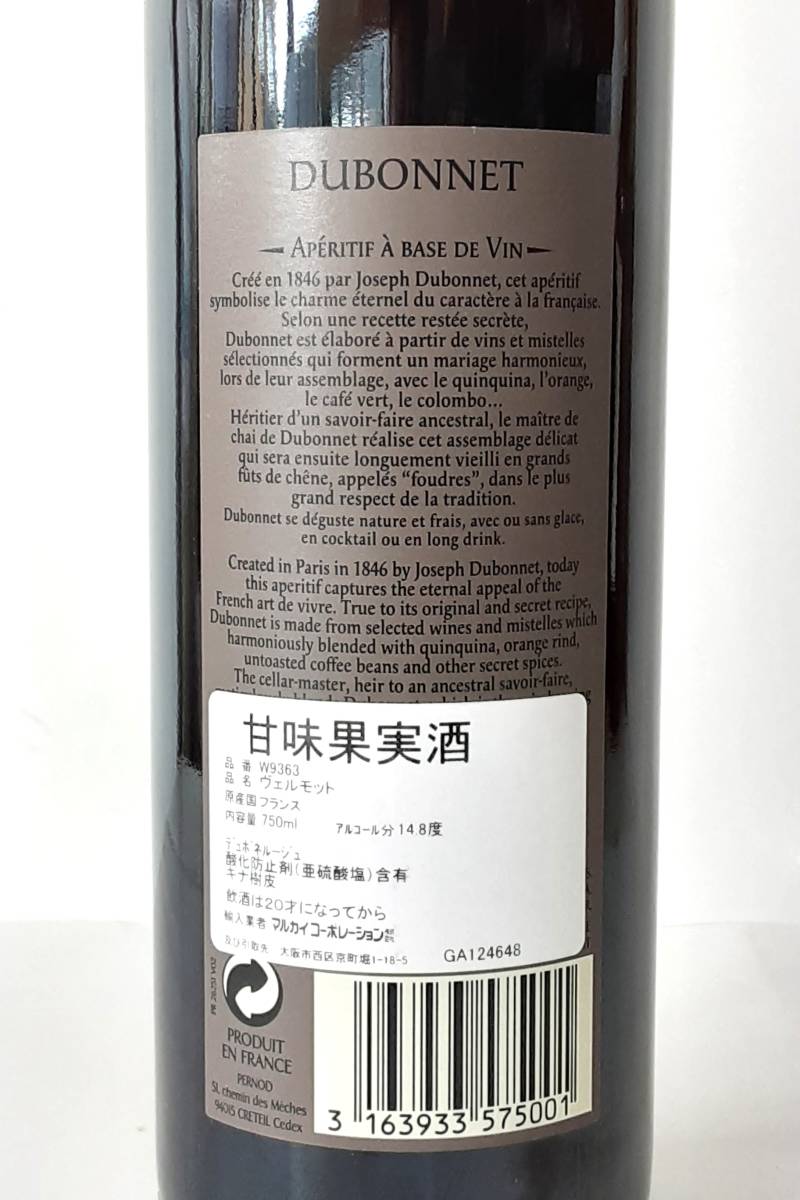 DUBONNET
APÉRITIF À BASE DE VIN
Créé en 1846 par Joseph Dubonnet, cet apéritif
symbolise le charme éternel du caractère à la française.
Selon une recette restée secrète,
Dubonnet est élaboré à partir de vins et mistelles
sélectionnés qui forment un mariage harmonieux,
lors de leur assemblage, avec le quinquina, l'orange,
le café vert, le colombo...
Héritier d'un savoir-faire ancestral, le maître de
chai de Dubonnet réalise cet assemblage délicat
qui sera ensuite longuement vieilli en grands
fûts de chêne, appelés “foudres”, dans le plus
grand respect de la tradition.
Dubonnet se déguste nature et frais, avec ou sans glace,
en cocktail ou en long drink.
Created in Paris in 1846 by Joseph Dubonnet, today
this aperitif captures the eternal appeal of the
French art de vivre. True to its original and secret recipe,
Dubonnet is made from selected wines and mistelles which
harmoniously blended with quinquina, orange rind,
untoasted coffee beans and other secret spices.
The cellar-master, heir to an ancestral savoir-faire,
甘味果実酒
品番 W9363
品名 ヴェルモット
原産国 フランス
内容量 750ml アルコール分 14.8度
デュボネルージュ
酸化防止剤(亜硫酸塩)含有
キナ樹皮
飲酒は20才になってから
輸入業者 マルカイコーポレーション㈱
及び引取先 大阪市西区京町堀1-18-5 GA124648
PRODUIT
EN FRANCE
PERNOD
51, chemin des Mèches
94015 CRETEIL Cedex
3 163933 575001